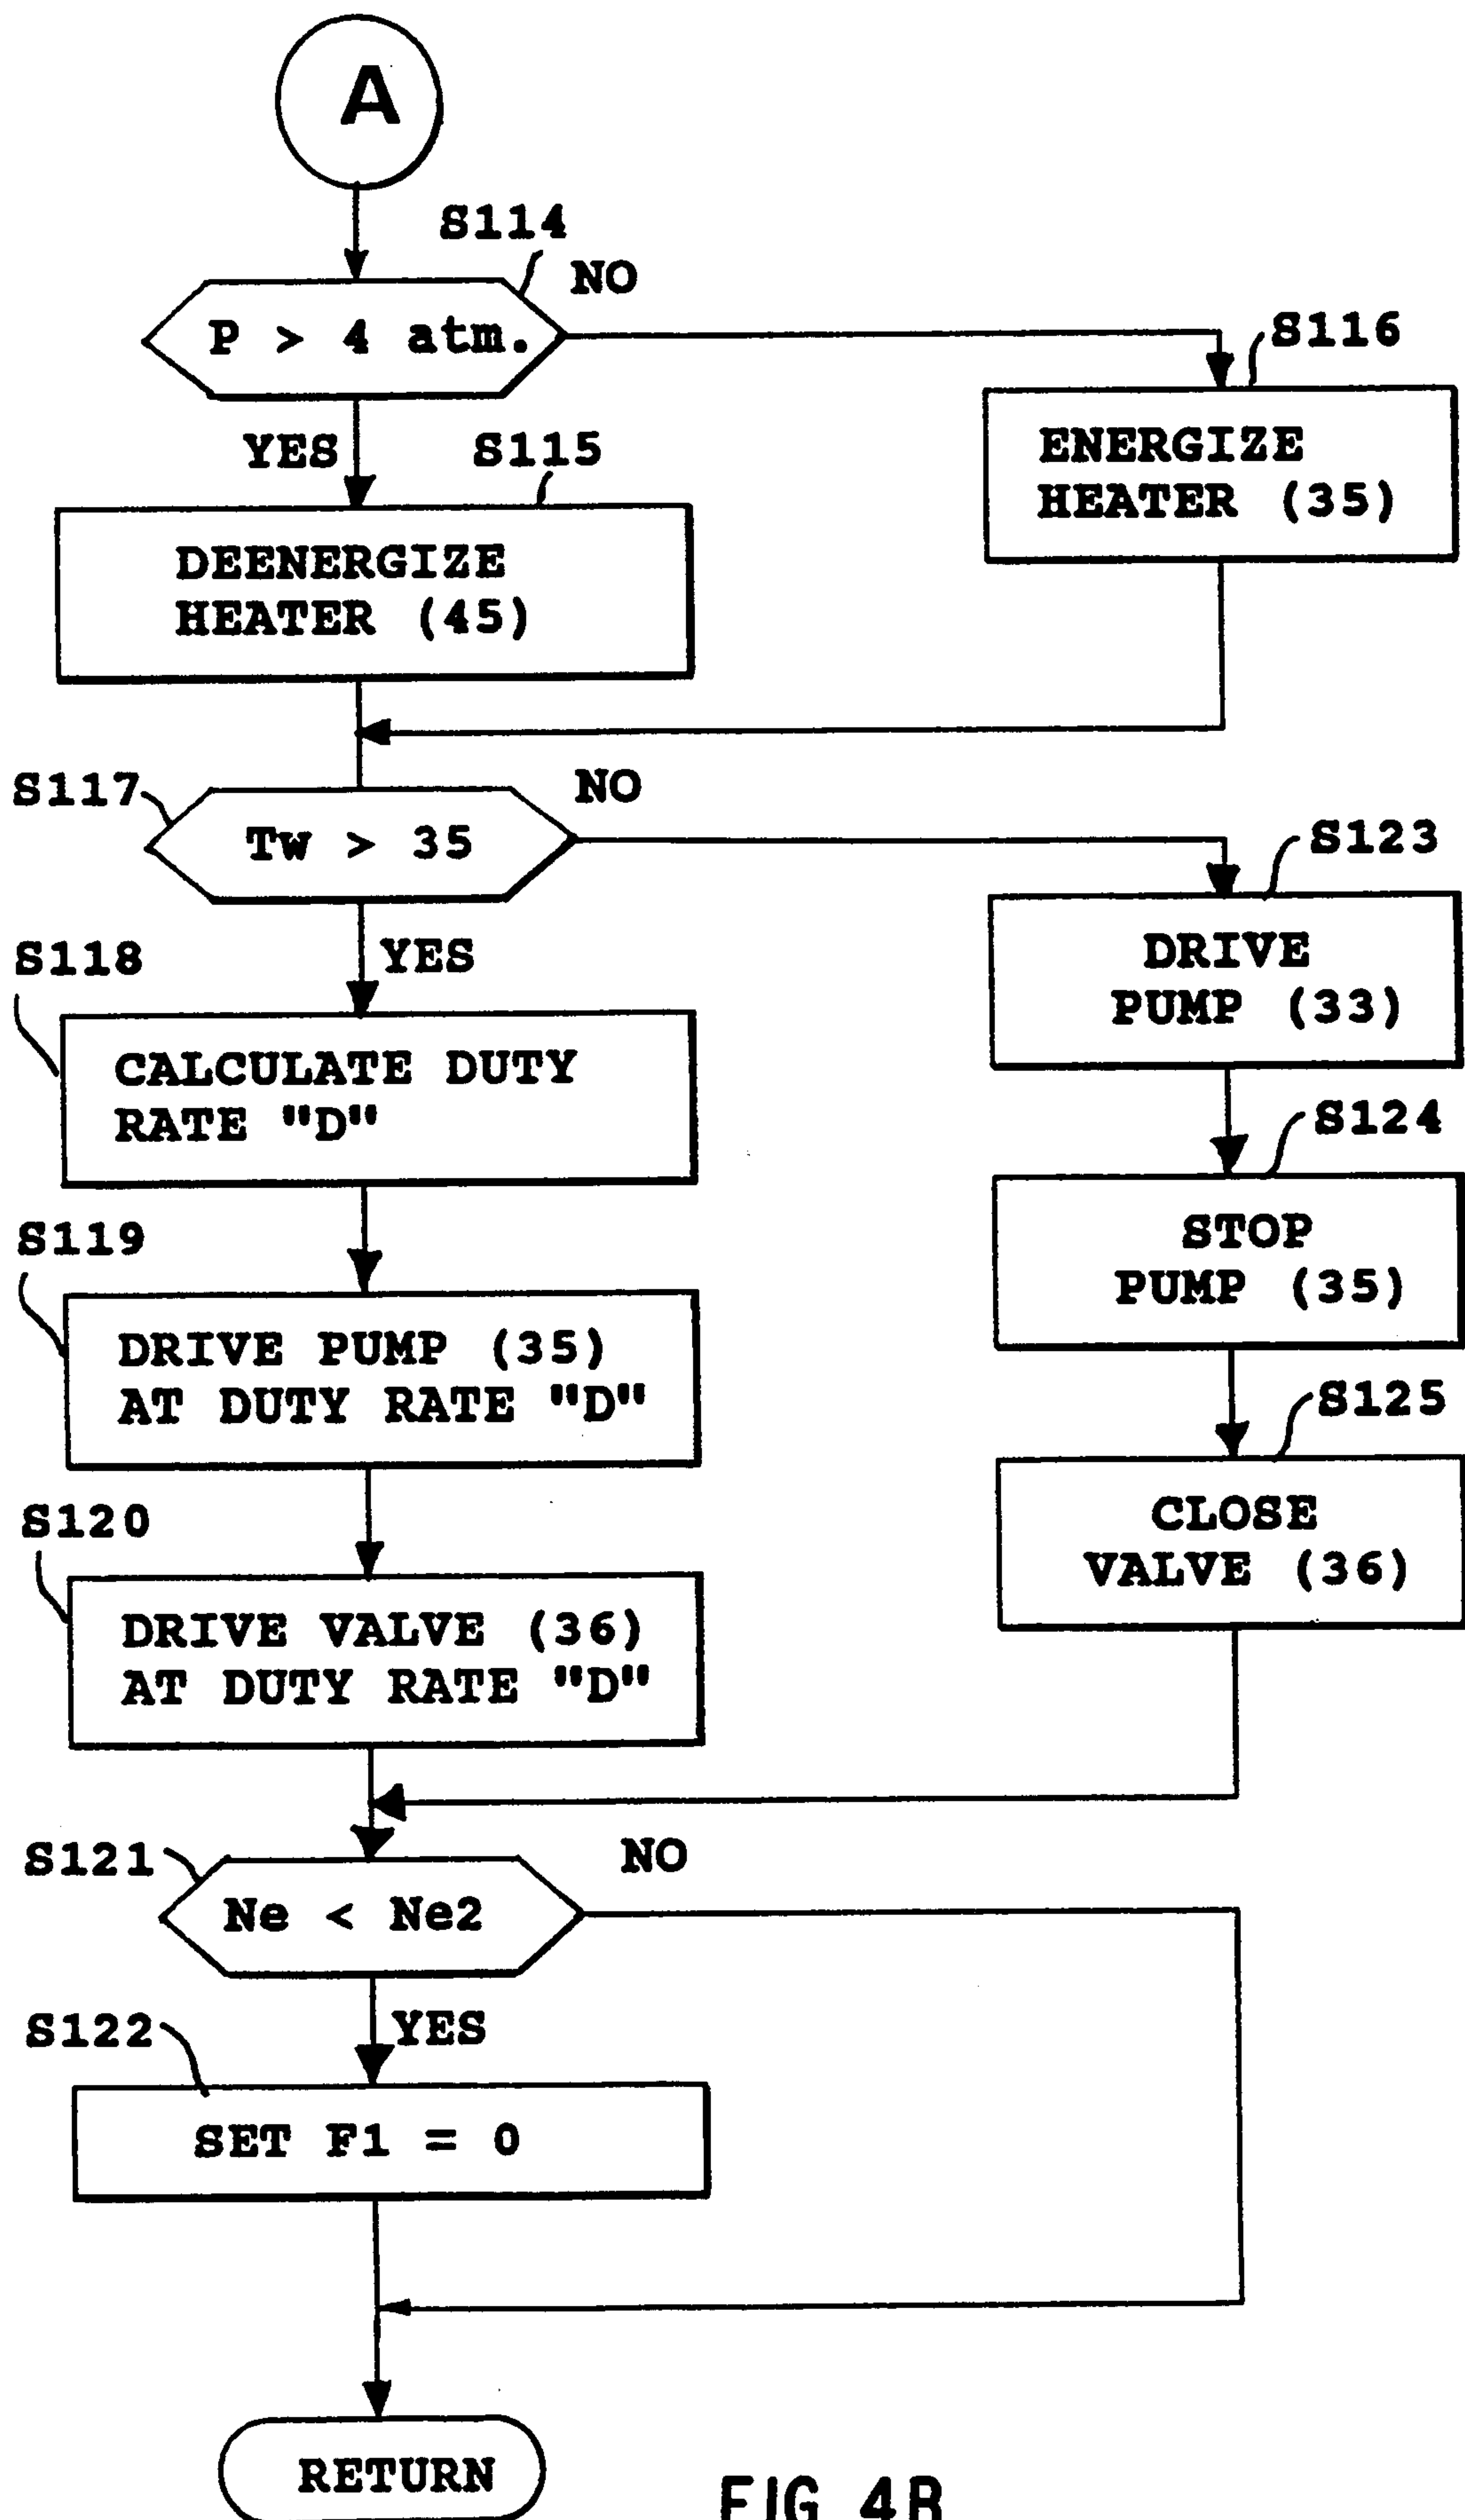 A
S114
NO
P > 4 atm.
S116
YES
S115
ENERGIZE
HEATER (35)
DEENERGIZE
HEATER (45)
S117
NO
Tw > 35
S123
S118
YES
DRIVE
PUMP (33)
CALCULATE DUTY
RATE "D"
S124
S119
STOP
PUMP (35)
DRIVE PUMP (35)
AT DUTY RATE "D"
S125
S120
CLOSE
VALVE (36)
DRIVE VALVE (36)
AT DUTY RATE "D"
S121
NO
Ne < Ne2
S122
YES
SET F1 = 0
RETURN
FIG 4B